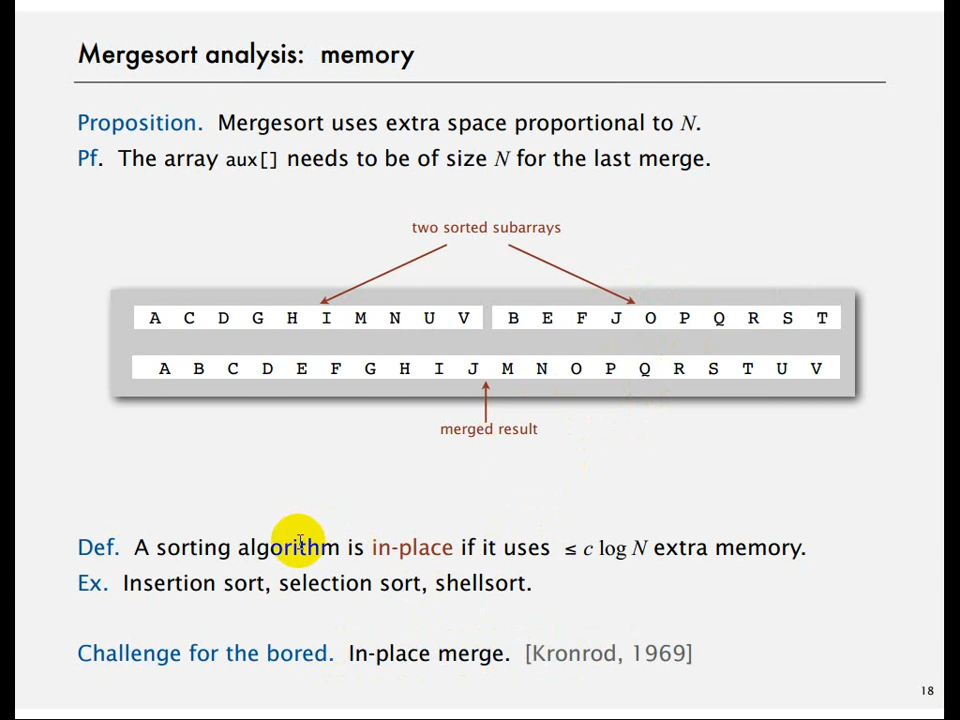 Mergesort analysis: memory
Proposition. Mergesort uses extra space proportional to N.
Pf. The array aux[] needs to be of size N for the last merge.
two sorted subarrays
A C D G H I M N U V B E F J O P Q R S T
A B C D E F G H I J M N O P Q R S T U V
merged result
Def. A sorting algorithm is in-place if it uses ≤ c log N extra memory.
Ex. Insertion sort, selection sort, shellsort.
Challenge for the bored. In-place merge. [Kronrod, 1969]
18